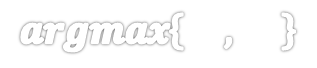 argmax{ , }